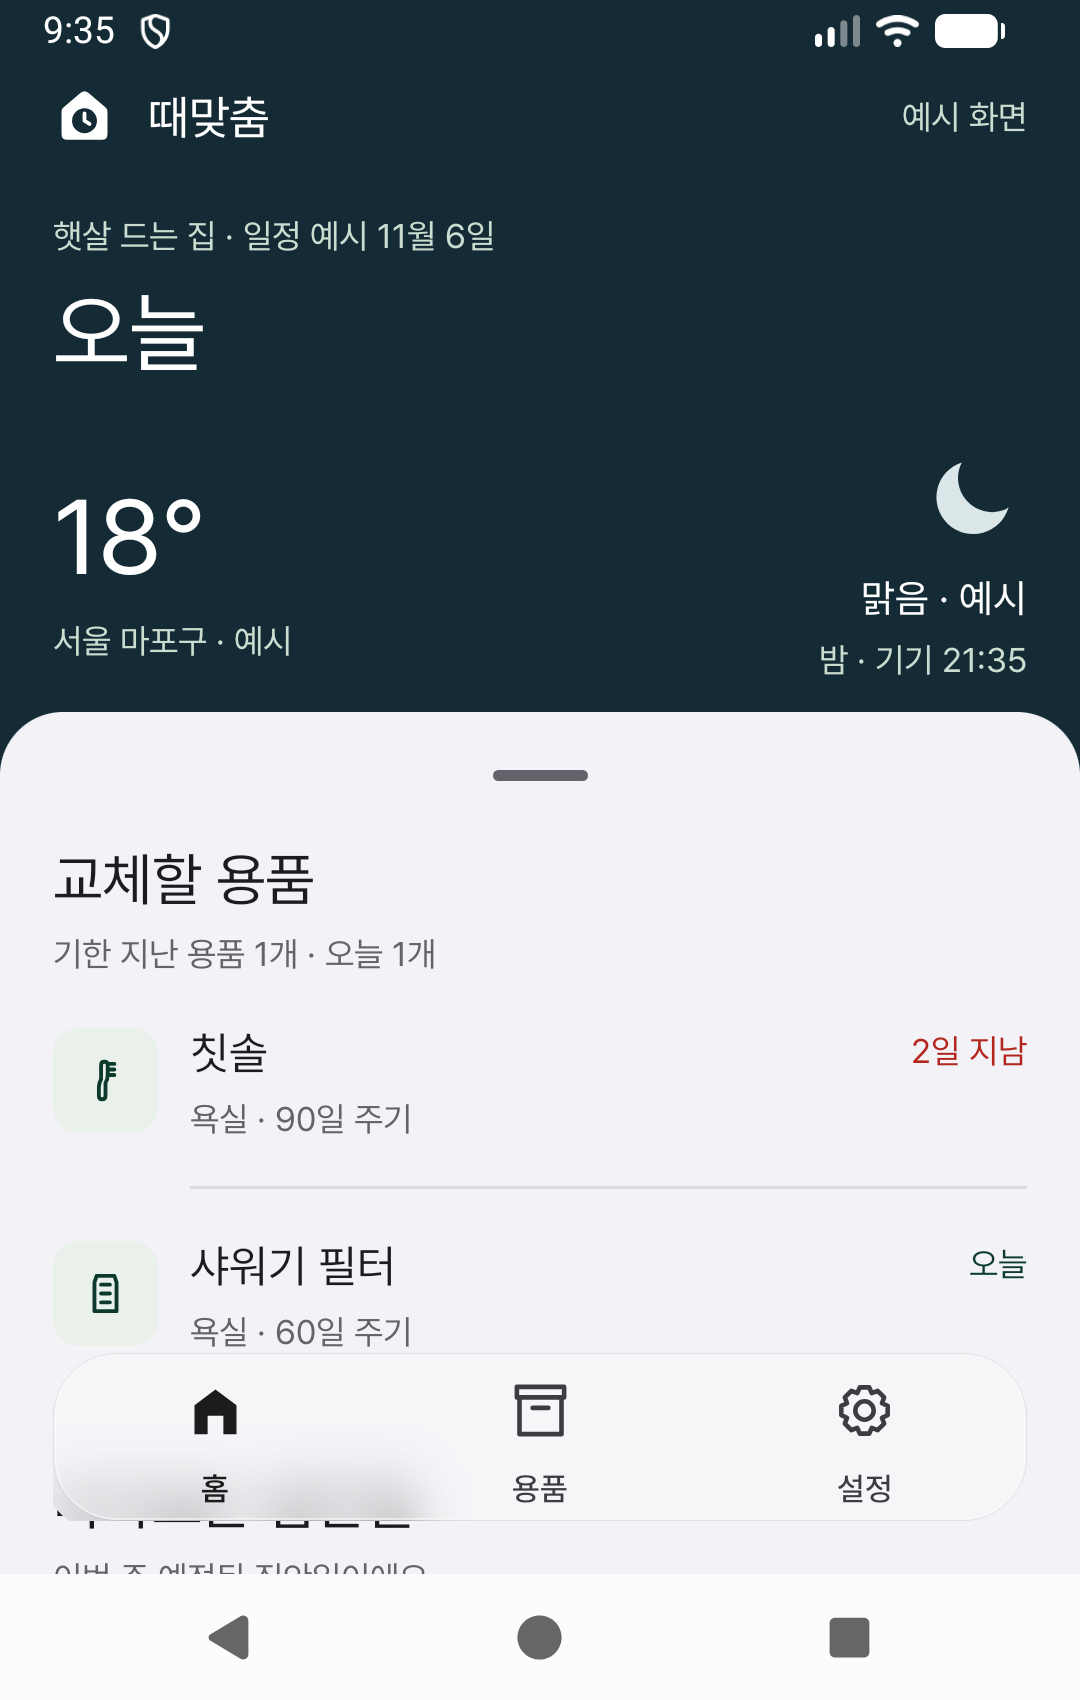 9:35
때맞춤
예시 화면
햇살 드는 집 · 일정 예시 11월 6일
오늘
18°
맑음 · 예시
서울 마포구 · 예시
밤 · 기기 21:35
교체할 용품
기한 지난 용품 1개 · 오늘 1개
칫솔
2일 지남
욕실 · 90일 주기
샤워기 필터
오늘
욕실 · 60일 주기
홈
용품
설정